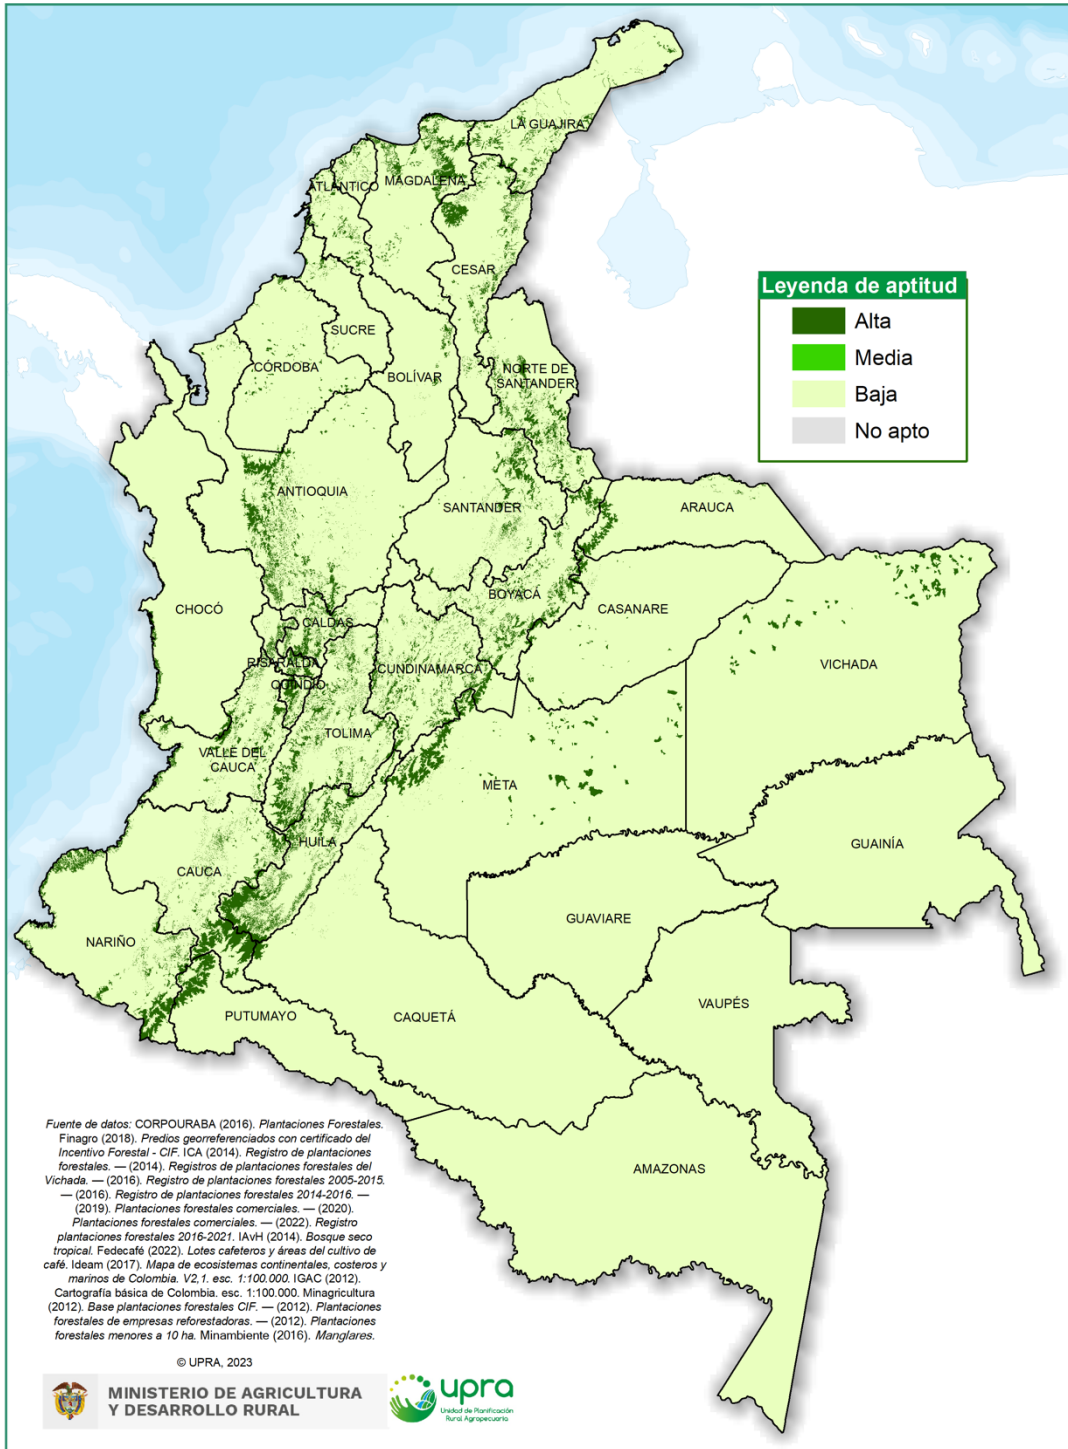 LA GUAJIRA
ATLÁNTICO
MAGDALENA
CESAR
SUCRE
CÓRDOBA
BOLÍVAR
NORTE DE
SANTANDER
ANTIOQUIA
SANTANDER
ARAUCA
CHOCÓ
BOYACÁ
CASANARE
CALDAS
RISARALDA
CUNDINAMARCA
QUINDIO
VICHADA
TOLIMA
VALLE DEL
CAUCA
META
HUILA
GUAINÍA
CAUCA
GUAVIARE
NARIÑO
VAUPÉS
PUTUMAYO
CAQUETÁ
AMAZONAS
Leyenda de aptitud
Alta
Media
Baja
No apto
Fuente de datos: CORPOURABA (2016). Plantaciones Forestales.
Finagro (2018). Predios georreferenciados con certificado del
Incentivo Forestal - CIF. ICA (2014). Registro de plantaciones
forestales. — (2014). Registros de plantaciones forestales del
Vichada. — (2016). Registro de plantaciones forestales 2005-2015.
— (2016). Registro de plantaciones forestales 2014-2016. —
(2019). Plantaciones forestales comerciales. — (2020).
Plantaciones forestales comerciales. — (2022). Registro
plantaciones forestales 2016-2021. IAvH (2014). Bosque seco
tropical. Fedecafé (2022). Lotes cafeteros y áreas del cultivo de
café. Ideam (2017). Mapa de ecosistemas continentales, costeros y
marinos de Colombia. V2,1. esc. 1:100.000. IGAC (2012).
Cartografía básica de Colombia. esc. 1:100.000. Minagricultura
(2012). Base plantaciones forestales CIF. — (2012). Plantaciones
forestales de empresas reforestadoras. — (2012). Plantaciones
forestales menores a 10 ha. Minambiente (2016). Manglares.
© UPRA, 2023
MINISTERIO DE AGRICULTURA
Y DESARROLLO RURAL
upra
Unidad de Planificación
Rural Agropecuaria